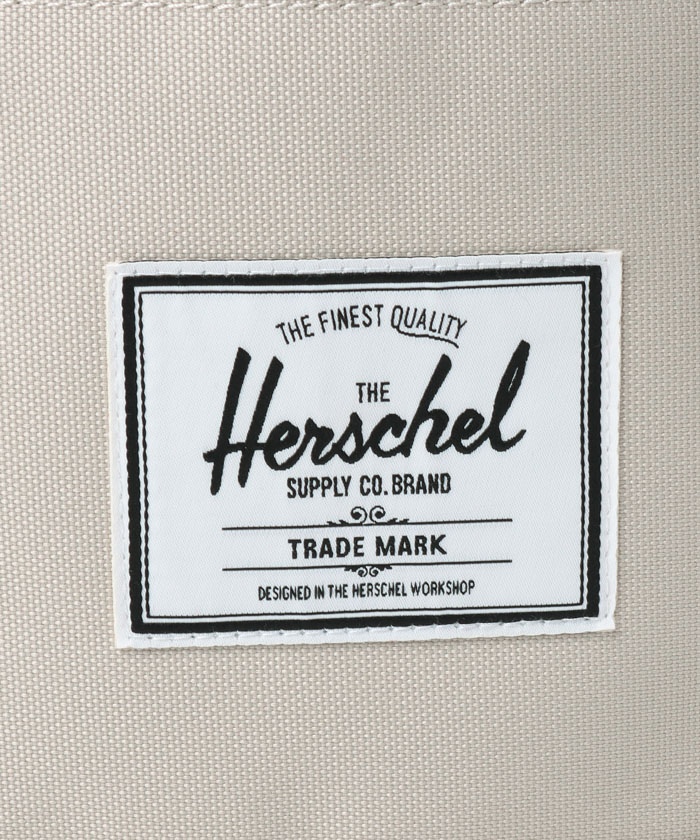 THE FINEST QUALITY
THE
Herschel
SUPPLY CO. BRAND
TRADE MARK
DESIGNED IN THE HERSCHEL WORKSHOP